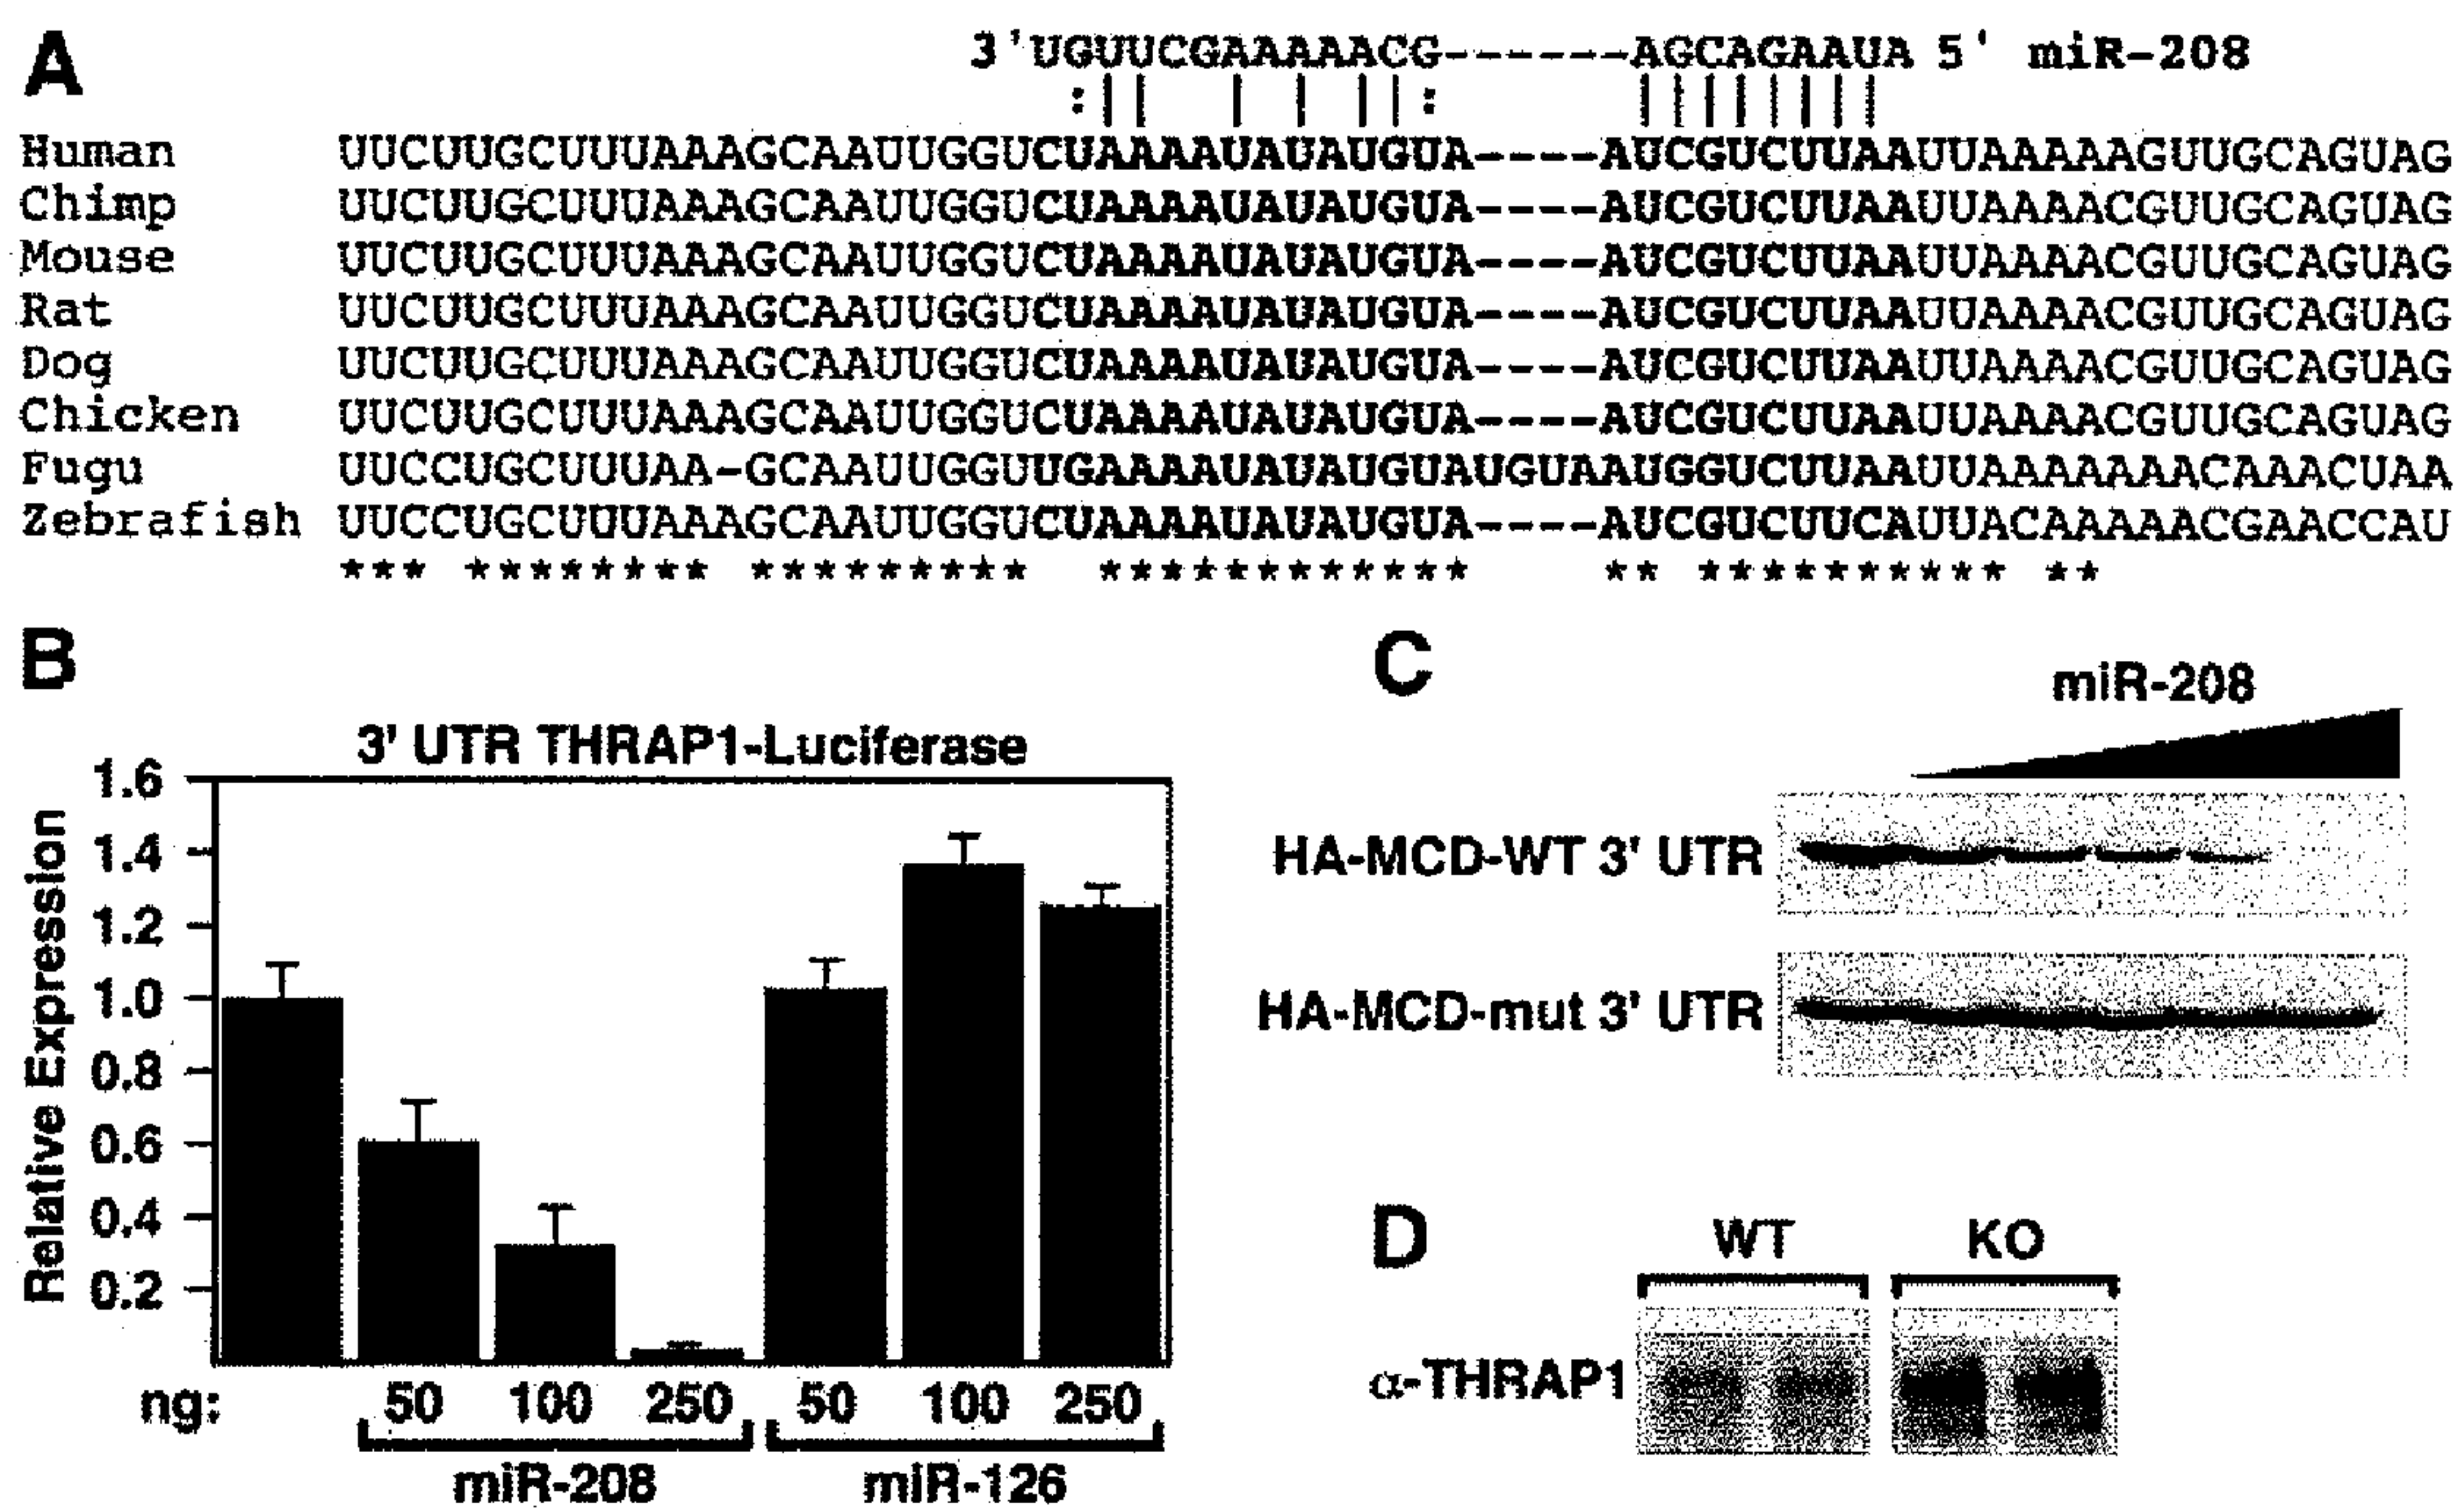 A
3'UGUUCGAAAAACG------AGCAGAAUA 5' miR-208
:|| | | ||: ||||||||
Human UUCUUGCUUUAAAGCAAUUGGUCUAAAAUAUAUGUA----AUCGUCUUAAUUAAAAAGUUGCAGUAG
Chimp UUCUUGCUUUAAAGCAAUUGGUCUAAAAUAUAUGUA----AUCGUCUUAAUUAAAACGUUGCAGUAG
Mouse UUCUUGCUUUAAAGCAAUUGGUCUAAAAUAUAUGUA----AUCGUCUUAAUUAAAACGUUGCAGUAG
Rat UUCUUGCUUUAAAGCAAUUGGUCUAAAAUAUAUGUA----AUCGUCUUAAUUAAAACGUUGCAGUAG
Dog UUCUUGCUUUAAAGCAAUUGGUCUAAAAUAUAUGUA----AUCGUCUUAAUUAAAACGUUGCAGUAG
Chicken UUCUUGCUUUAAAGCAAUUGGUCUAAAAUAUAUGUA----AUCGUCUUAAUUAAAACGUUGCAGUAG
Fugu UUCCUGCUUUAA-GCAAUUGGUUGAAAAUAUAUGUAUGUAAUGGUCUUAAUUAAAAAAACAAACUAA
Zebrafish UUCCUGCUUUAAAGCAAUUGGUCUAAAAUAUAUGUA----AUCGUCUUCAUUACAAAAACGAACCAU
*** ******** ********* ************ ** ********** **
B
3' UTR THRAP1-Luciferase
Relative Expression
1.6
1.4
1.2
1.0
0.8
0.6
0.4
0.2
ng: 50 100 250 50 100 250
miR-208 miR-126
C
miR-208
HA-MCD-WT 3' UTR
HA-MCD-mut 3' UTR
D
WT KO
α-THRAP1